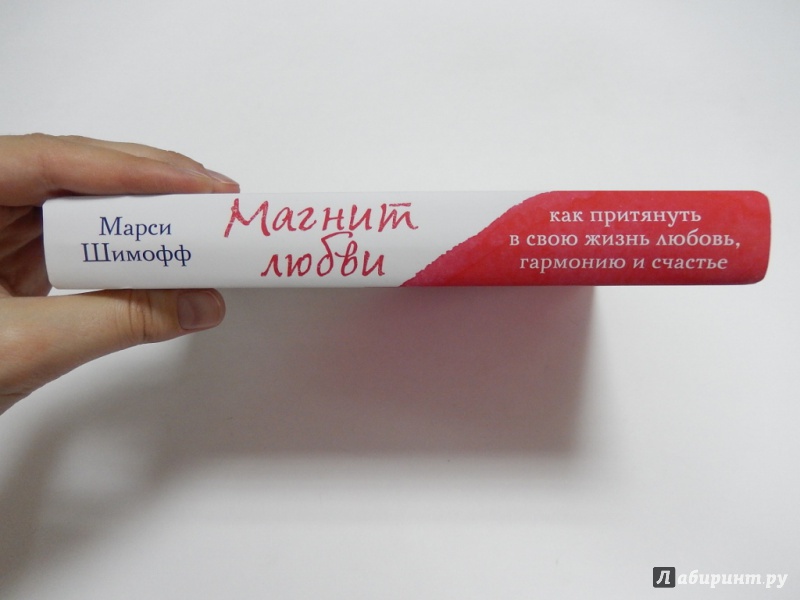 Марси
Шимофф
Магнит
любви
как притянуть
в свою жизнь любовь,
гармонию и счастье
Лабиринт.ру